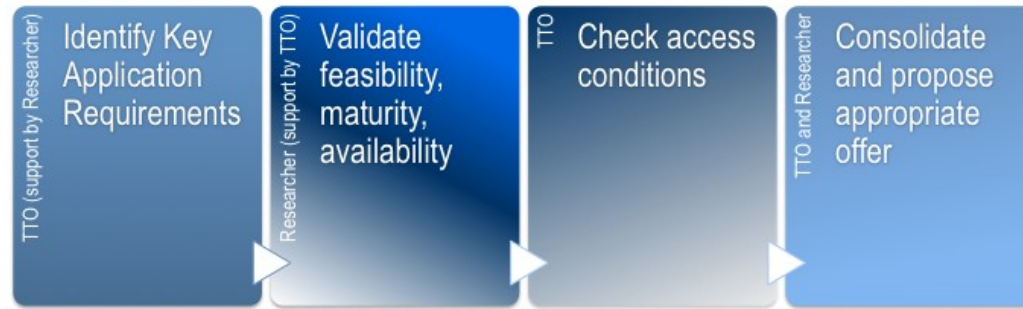 TTO (support by Researcher)
Identify Key
Application
Requirements
Researcher (support by TTO)
Validate
feasibility,
maturity,
availability
TTO
Check access
conditions
TTO and Researcher
Consolidate
and propose
appropriate
offer